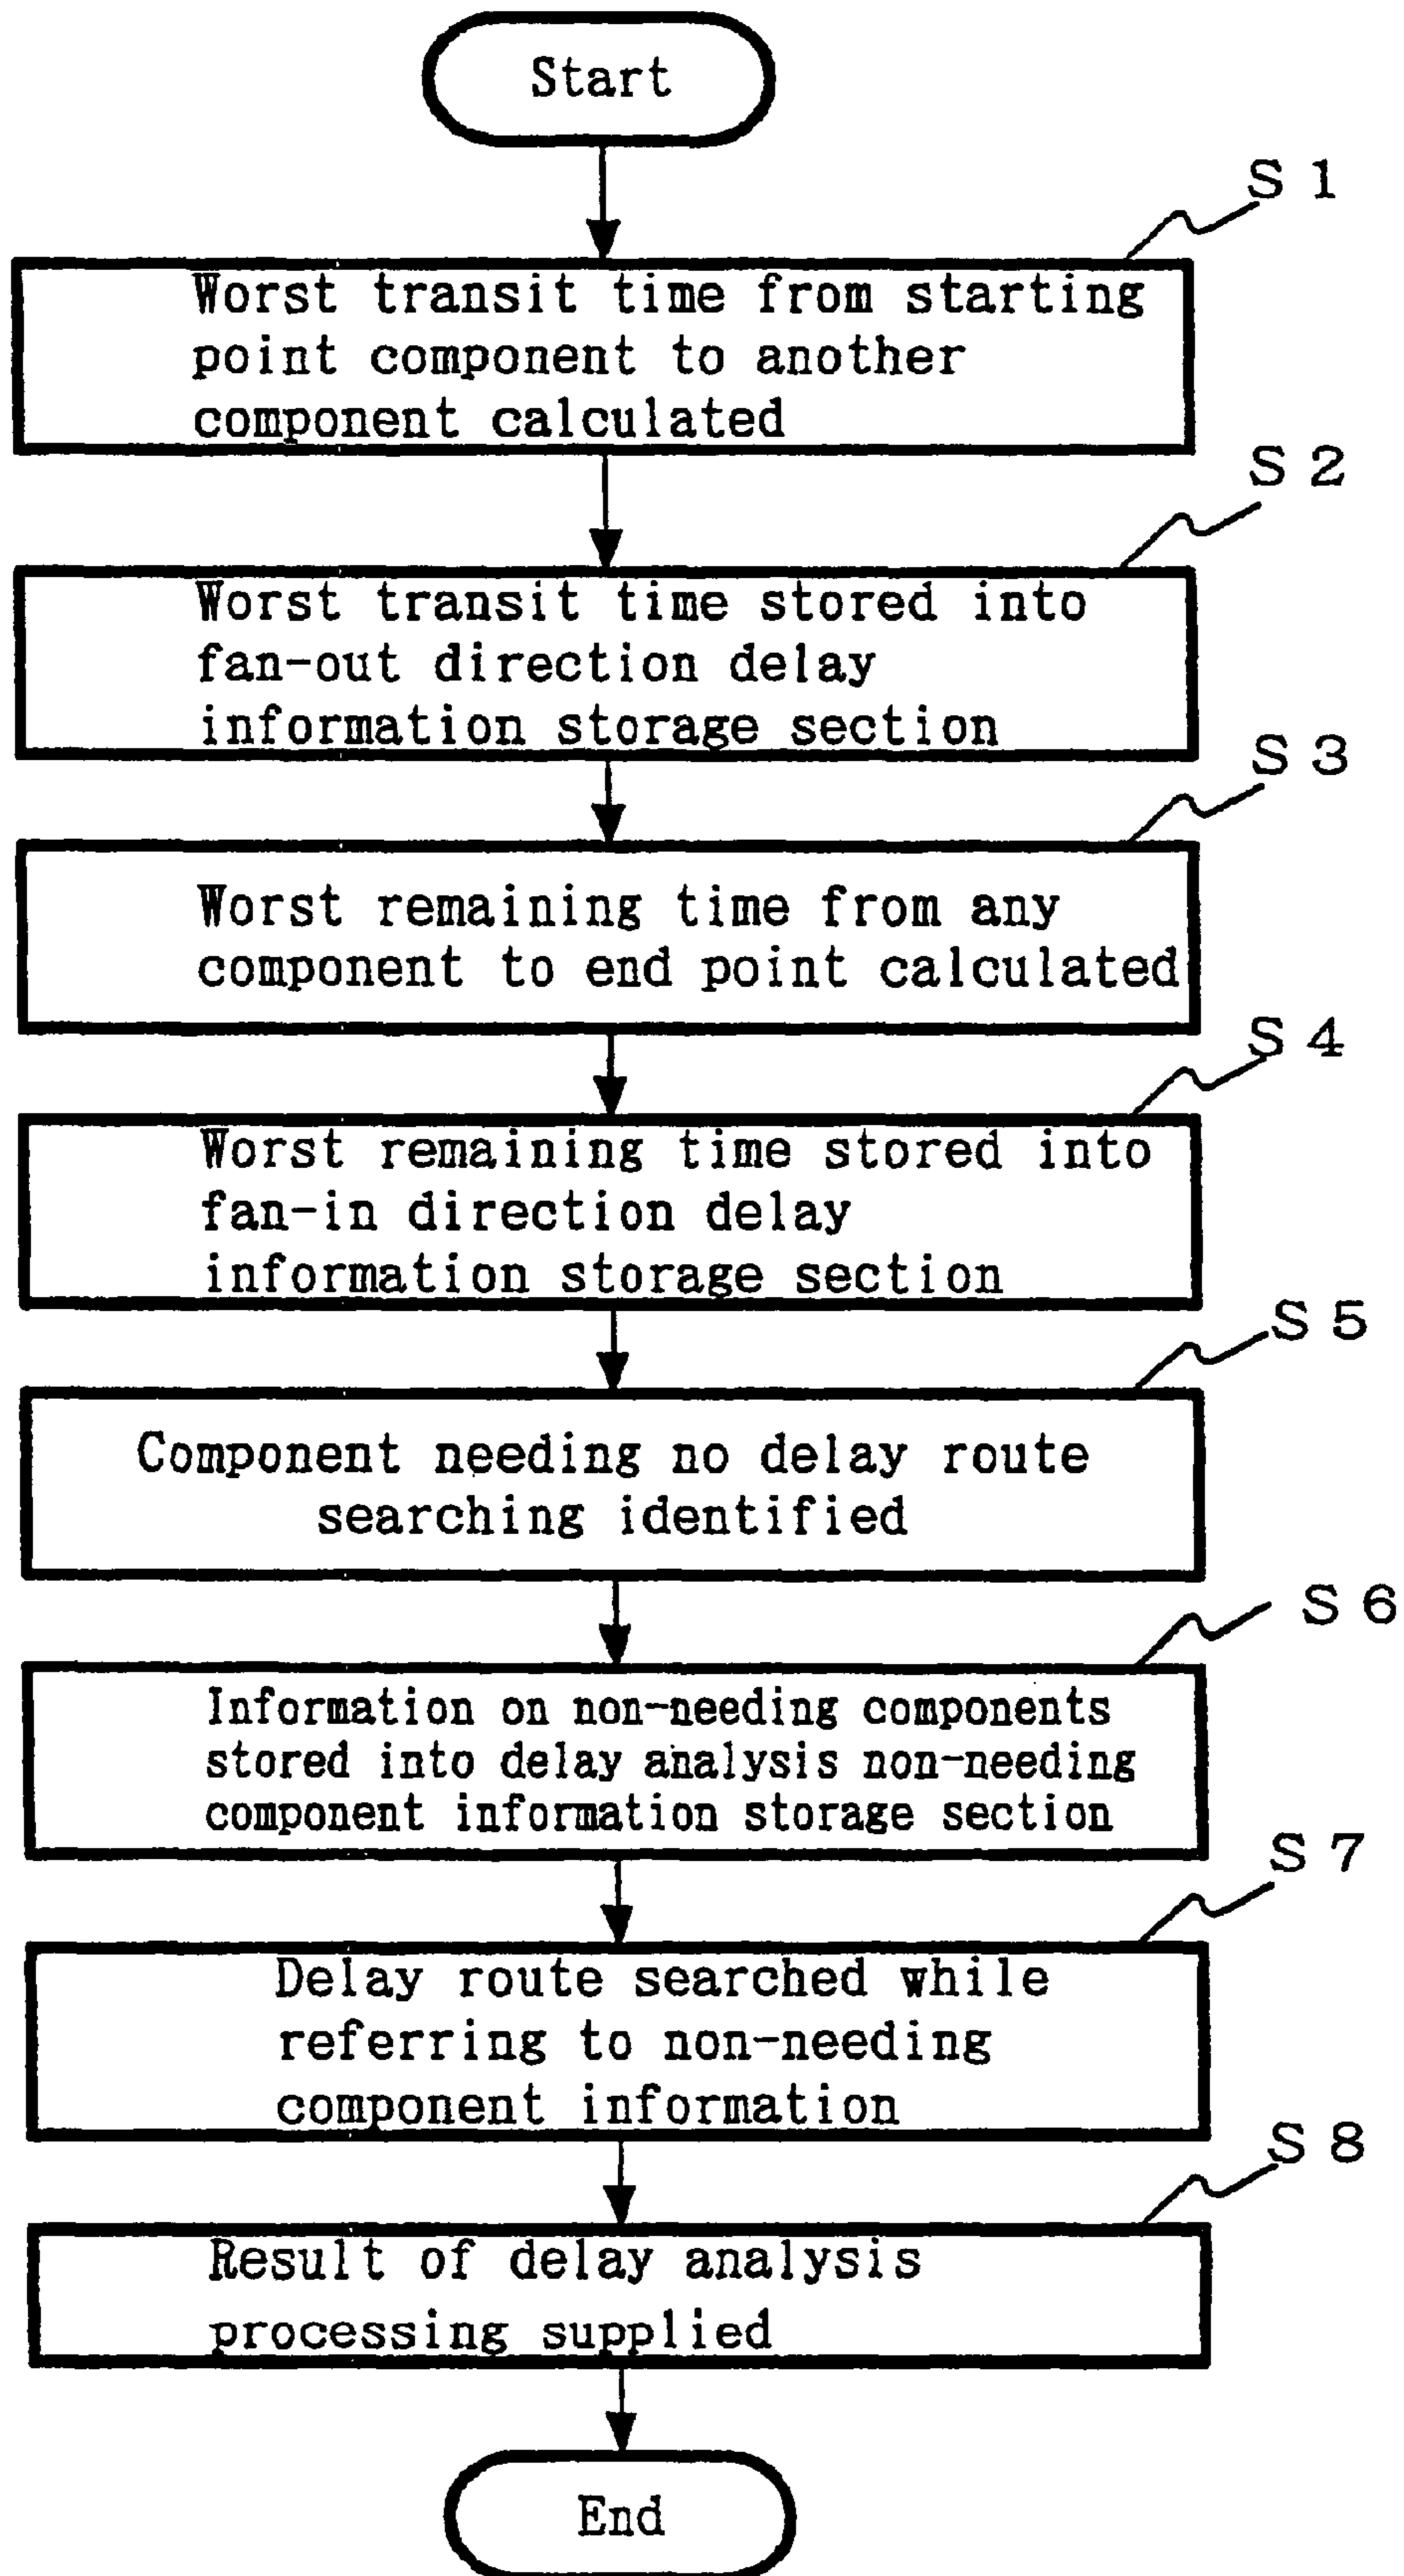 Start
S 1
Worst transit time from starting
point component to another
component calculated
S 2
Worst transit time stored into
fan-out direction delay
information storage section
S 3
Worst remaining time from any
component to end point calculated
S 4
Worst remaining time stored into
fan-in direction delay
information storage section
S 5
Component needing no delay route
searching identified
S 6
Information on non-needing components
stored into delay analysis non-needing
component information storage section
S 7
Delay route searched while
referring to non-needing
component information
S 8
Result of delay analysis
processing supplied
End